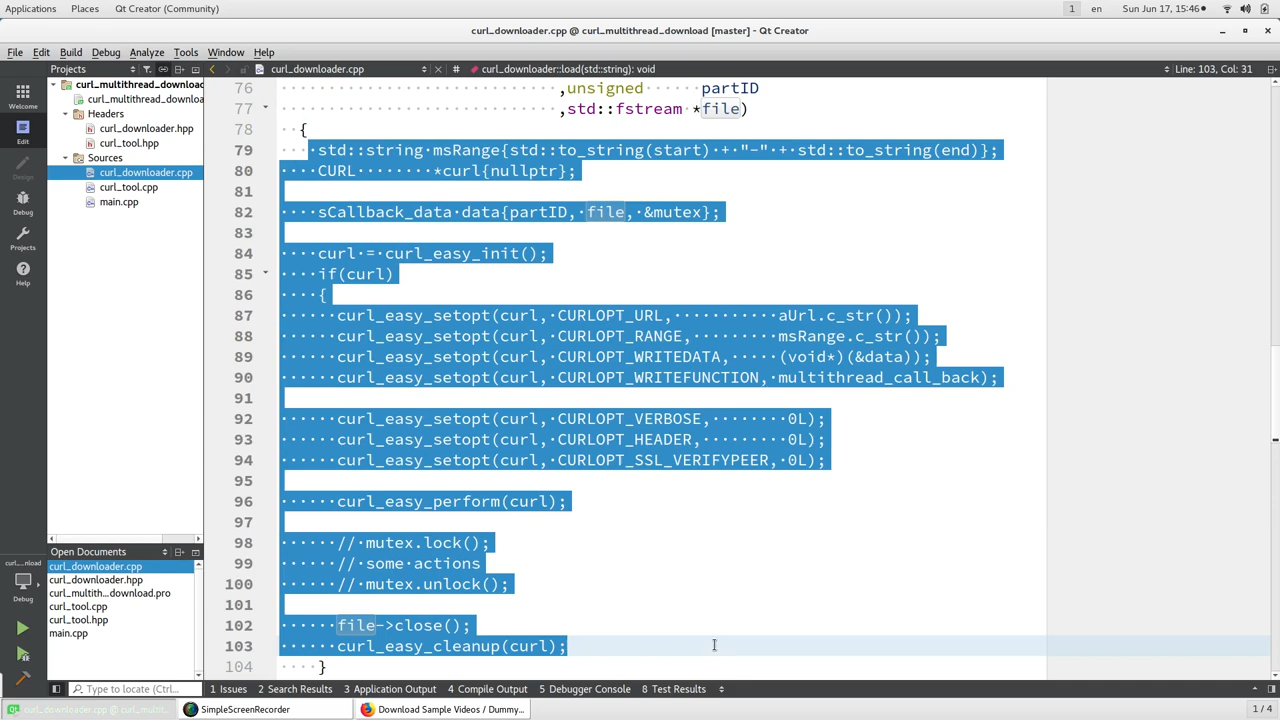 Applications Places Qt Creator (Community) 1 en Sun Jun 17, 15:46
curl_downloader.cpp @ curl_multithread_download [master] - Qt Creator
File Edit Build Debug Analyze Tools Window Help
Projects curl_downloader.cpp # curl_downloader::load(std::string): void Line: 103, Col: 31
Welcome
Edit
Design
Debug
Projects
Help
curl_multithread_download
curl_multithread_downloa
Headers
curl_downloader.hpp
curl_tool.hpp
Sources
curl_downloader.cpp
curl_tool.cpp
main.cpp
76 ,unsigned partID
77 ,std::fstream *file)
78 {
79 std::string msRange{std::to_string(start) + "-" + std::to_string(end)};
80 CURL *curl{nullptr};
81
82 sCallback_data data{partID, file, &mutex};
83
84 curl = curl_easy_init();
85 if(curl)
86 {
87 curl_easy_setopt(curl, CURLOPT_URL, aUrl.c_str());
88 curl_easy_setopt(curl, CURLOPT_RANGE, msRange.c_str());
89 curl_easy_setopt(curl, CURLOPT_WRITEDATA, (void*)(&data));
90 curl_easy_setopt(curl, CURLOPT_WRITEFUNCTION, multithread_call_back);
91
92 curl_easy_setopt(curl, CURLOPT_VERBOSE, 0L);
93 curl_easy_setopt(curl, CURLOPT_HEADER, 0L);
94 curl_easy_setopt(curl, CURLOPT_SSL_VERIFYPEER, 0L);
95
96 curl_easy_perform(curl);
97
98 // mutex.lock();
99 // some actions
100 // mutex.unlock();
101
102 file->close();
103 curl_easy_cleanup(curl);
104 }
Open Documents
curl_downloader.cpp
curl_downloader.hpp
curl_multith...download.pro
curl_tool.cpp
curl_tool.hpp
main.cpp
curl_...nload
Debug
Type to locate (Ctrl... 1 Issues 2 Search Results 3 Application Output 4 Compile Output 5 Debugger Console 8 Test Results
curl_downloader.cpp @ curl_multit... SimpleScreenRecorder Download Sample Videos / Dummy... 1 / 4